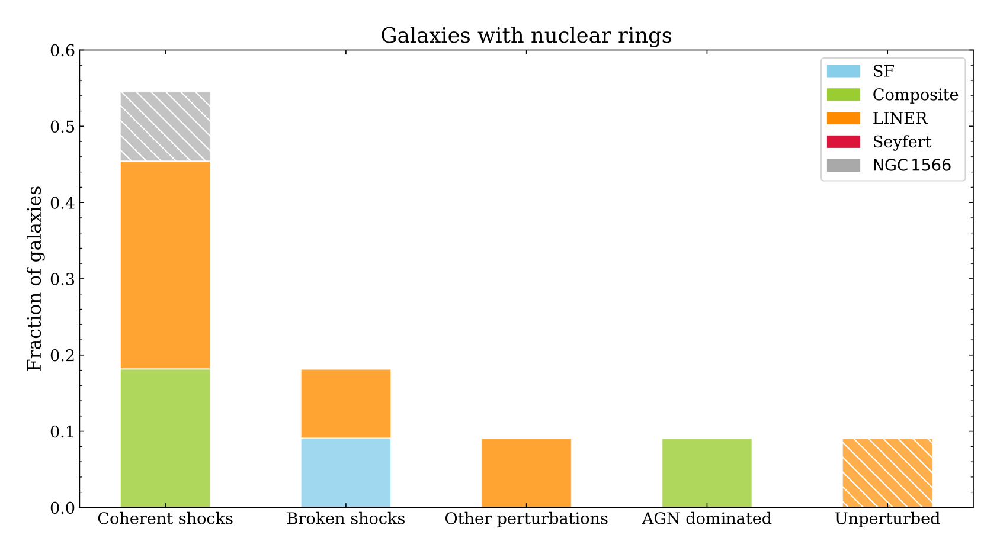 Galaxies with nuclear rings
0.6
0.5
0.4
0.3
0.2
0.1
0.0
Fraction of galaxies
SF
Composite
LINER
Seyfert
NGC 1566
Coherent shocks
Broken shocks
Other perturbations
AGN dominated
Unperturbed